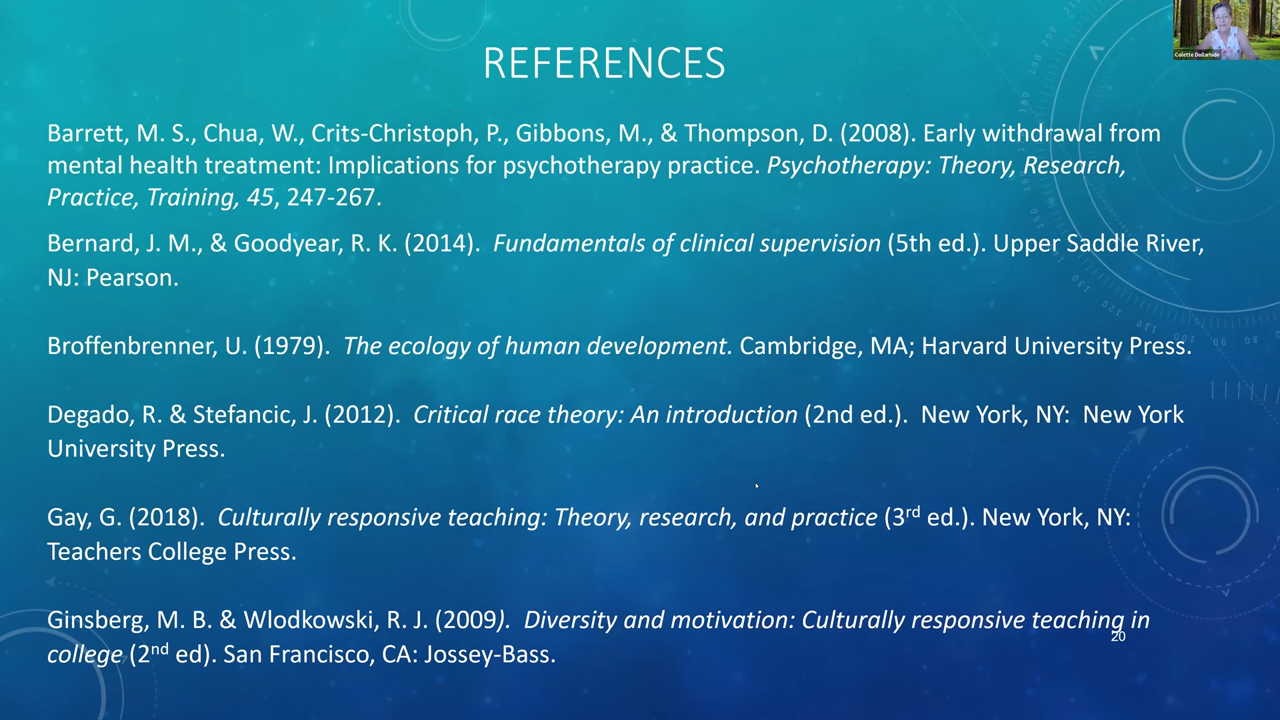 REFERENCES
Colette Dollarhide
Barrett, M. S., Chua, W., Crits-Christoph, P., Gibbons, M., & Thompson, D. (2008). Early withdrawal from
mental health treatment: Implications for psychotherapy practice. Psychotherapy: Theory, Research,
Practice, Training, 45, 247-267.
Bernard, J. M., & Goodyear, R. K. (2014). Fundamentals of clinical supervision (5th ed.). Upper Saddle River,
NJ: Pearson.
Broffenbrenner, U. (1979). The ecology of human development. Cambridge, MA; Harvard University Press.
Degado, R. & Stefancic, J. (2012). Critical race theory: An introduction (2nd ed.). New York, NY: New York
University Press.
Gay, G. (2018). Culturally responsive teaching: Theory, research, and practice (3rd ed.). New York, NY:
Teachers College Press.
Ginsberg, M. B. & Wlodkowski, R. J. (2009). Diversity and motivation: Culturally responsive teaching in
college (2nd ed). San Francisco, CA: Jossey-Bass.
20